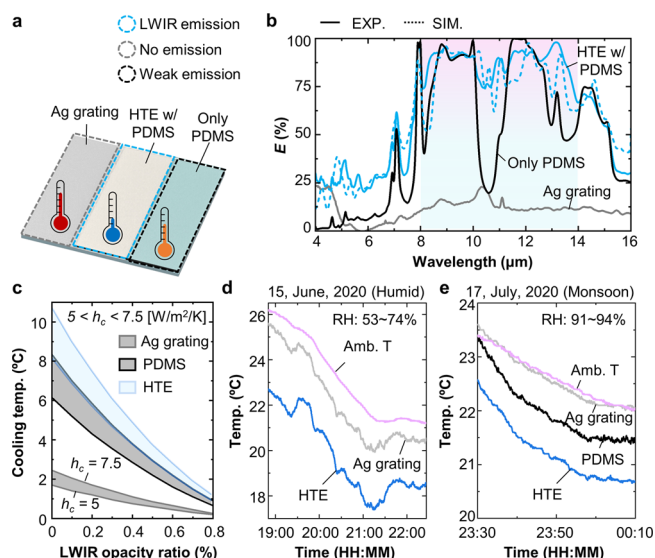 a
LWIR emission
No emission
Weak emission
Ag grating
HTE w/
PDMS
Only
PDMS
b
EXP.
SIM.
E (%)
100
75
50
25
0
HTE w/
PDMS
Only PDMS
Ag grating
4 6 8 10 12 14 16
Wavelength (μm)
c
Cooling temp. (ºC)
10
8
6
4
2
0
5 < hc < 7.5 [W/m²/K]
Ag grating
PDMS
HTE
hc = 7.5
hc = 5
0 0.2 0.4 0.6 0.8
LWIR opacity ratio (%)
d
15, June, 2020 (Humid)
Temp. (ºC)
26
24
22
20
18
RH: 53~74%
Amb. T
Ag grating
HTE
19:00 20:00 21:00 22:00
Time (HH:MM)
e
17, July, 2020 (Monsoon)
Temp. (ºC)
24
23
22
21
20
RH: 91~94%
Amb. T
Ag grating
PDMS
HTE
23:30 23:50 00:10
Time (HH:MM)